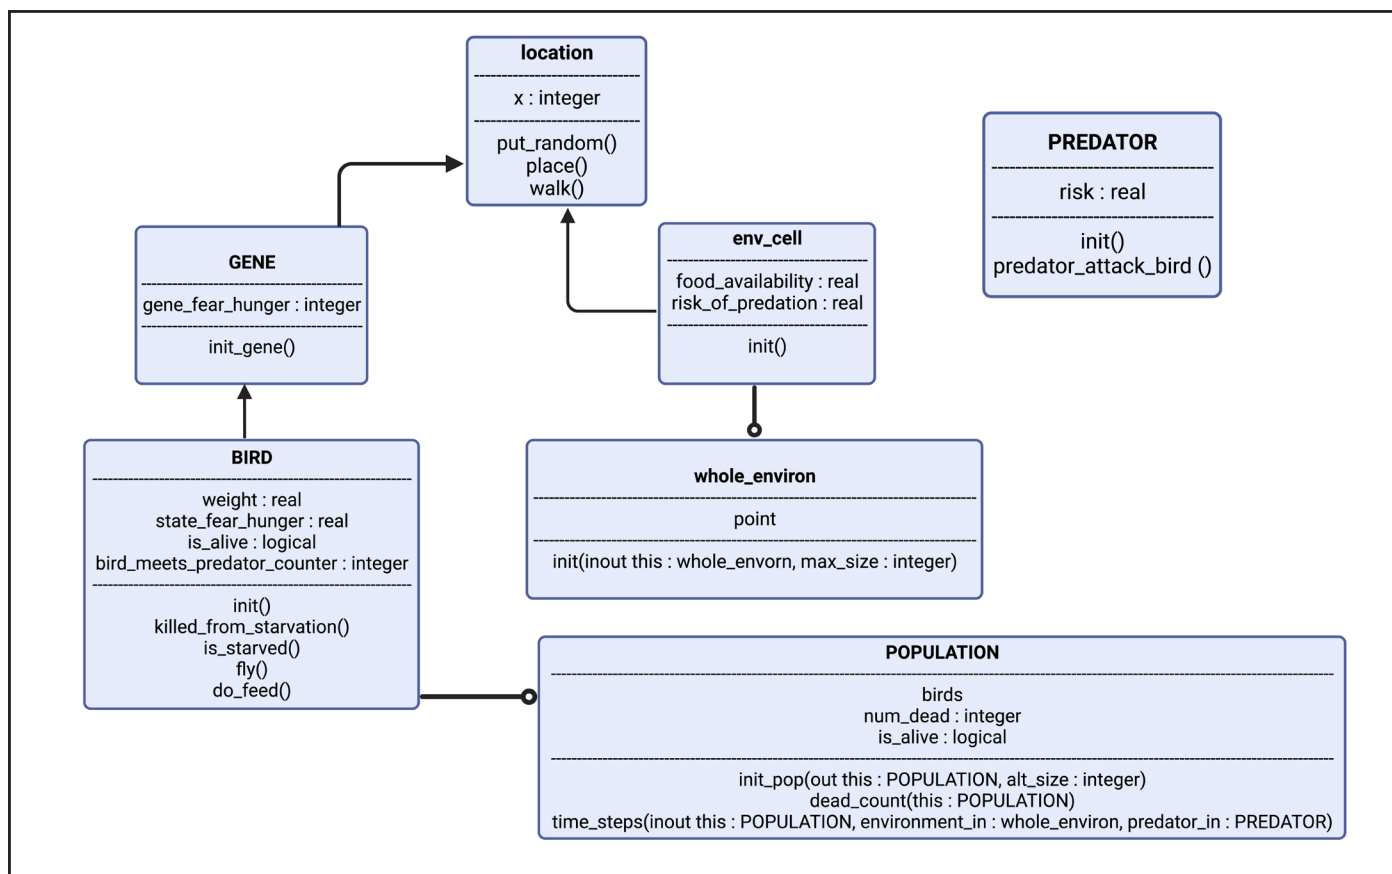 location
x : integer
put_random()
place()
walk()
PREDATOR
risk : real
init()
predator_attack_bird ()
GENE
gene_fear_hunger : integer
init_gene()
env_cell
food_availability : real
risk_of_predation : real
init()
BIRD
weight : real
state_fear_hunger : real
is_alive : logical
bird_meets_predator_counter : integer
init()
killed_from_starvation()
is_starved()
fly()
do_feed()
whole_environ
point
init(inout this : whole_envorn, max_size : integer)
POPULATION
birds
num_dead : integer
is_alive : logical
init_pop(out this : POPULATION, alt_size : integer)
dead_count(this : POPULATION)
time_steps(inout this : POPULATION, environment_in : whole_environ, predator_in : PREDATOR)